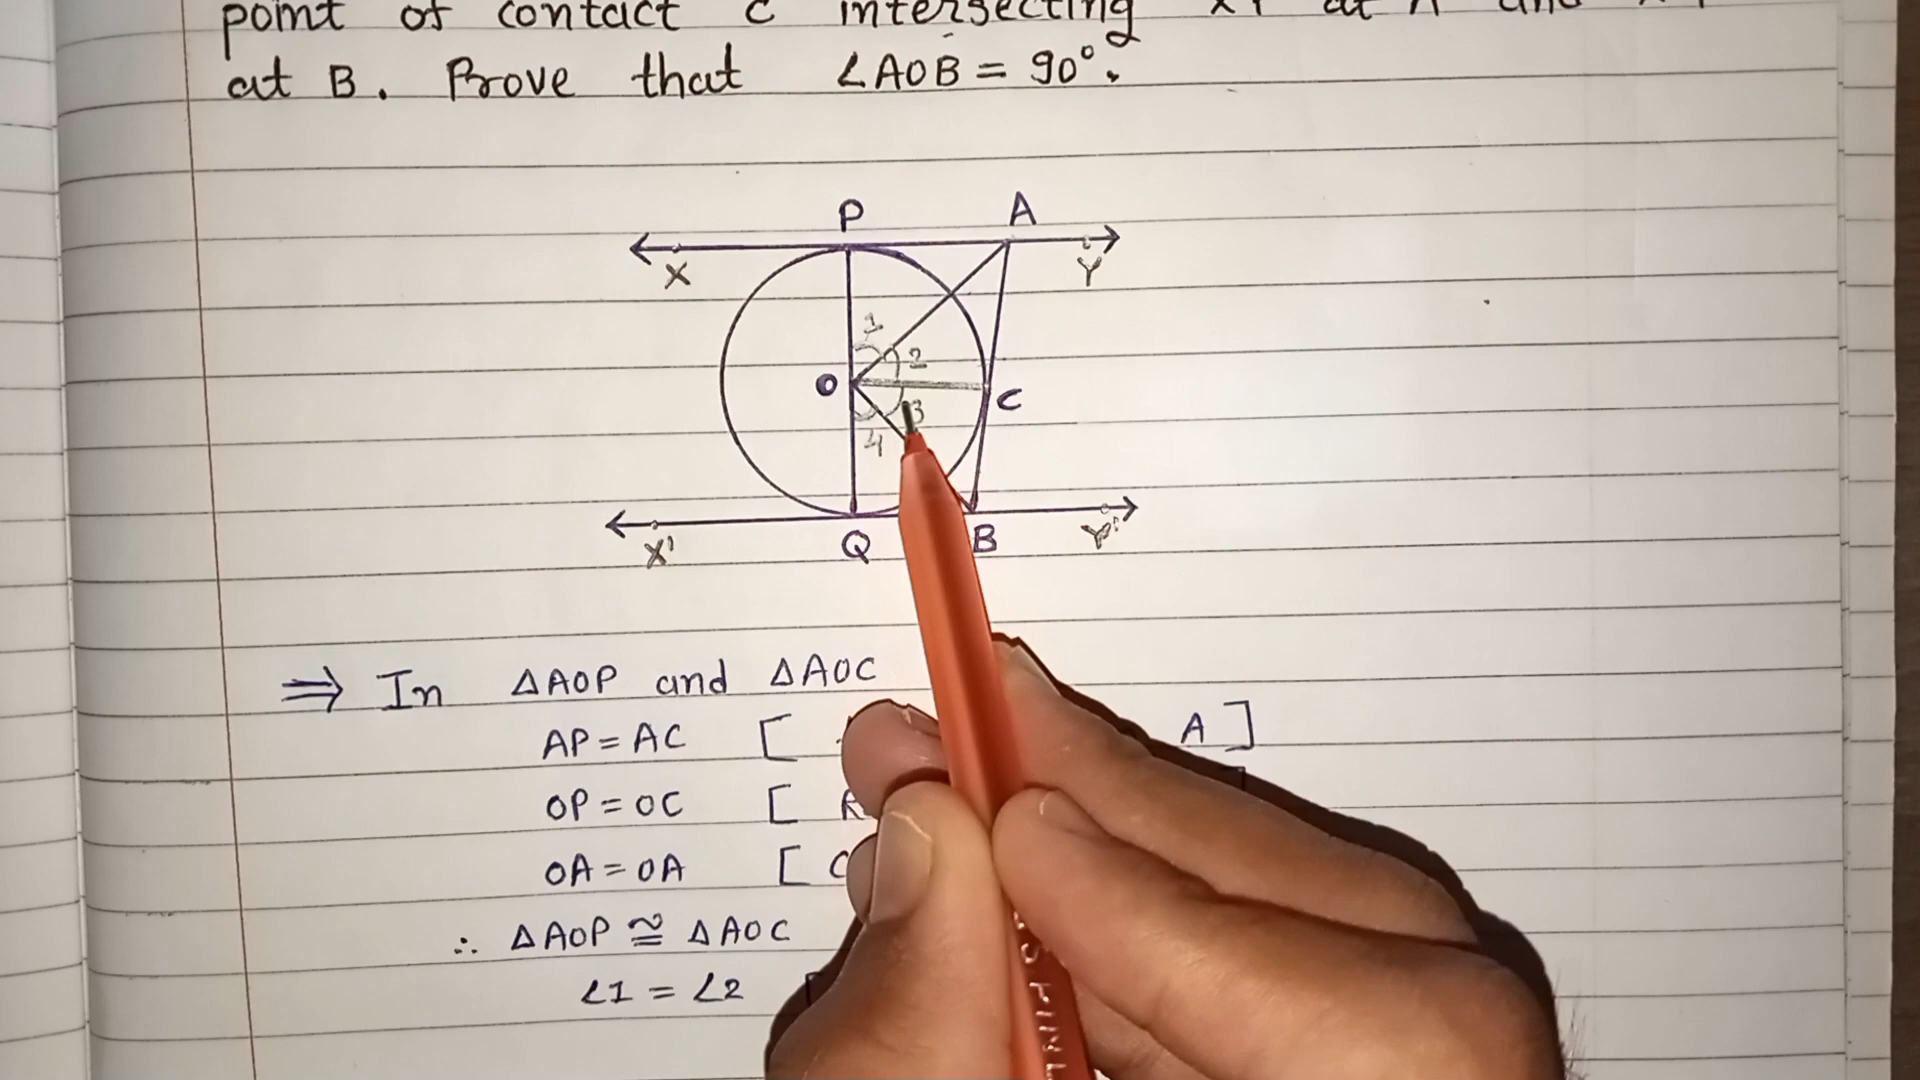 point of contact C intersecting XY at A and
at B. Prove that ∠AOB = 90°.
P A
X Y
1
2
O C
3
4
Q B
X' Y'
⇒ In ΔAOP and ΔAOC
AP = AC [ A ]
OP = OC [ ]
OA = OA [
∴ ΔAOP ≅ ΔAOC
∠1 = ∠2 [